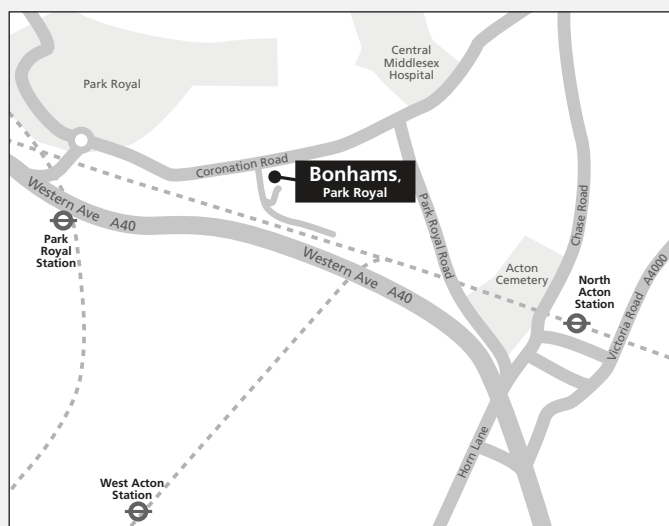 Central
Middlesex
Hospital
Park Royal
Coronation Road
Bonhams,
Park Royal
Western Ave A40
Park
Royal
Station
Park Royal Road
Chase Road
Western Ave A40
Acton
Cemetery
North
Acton
Station
Victoria Road A4000
Horn Lane
West Acton
Station